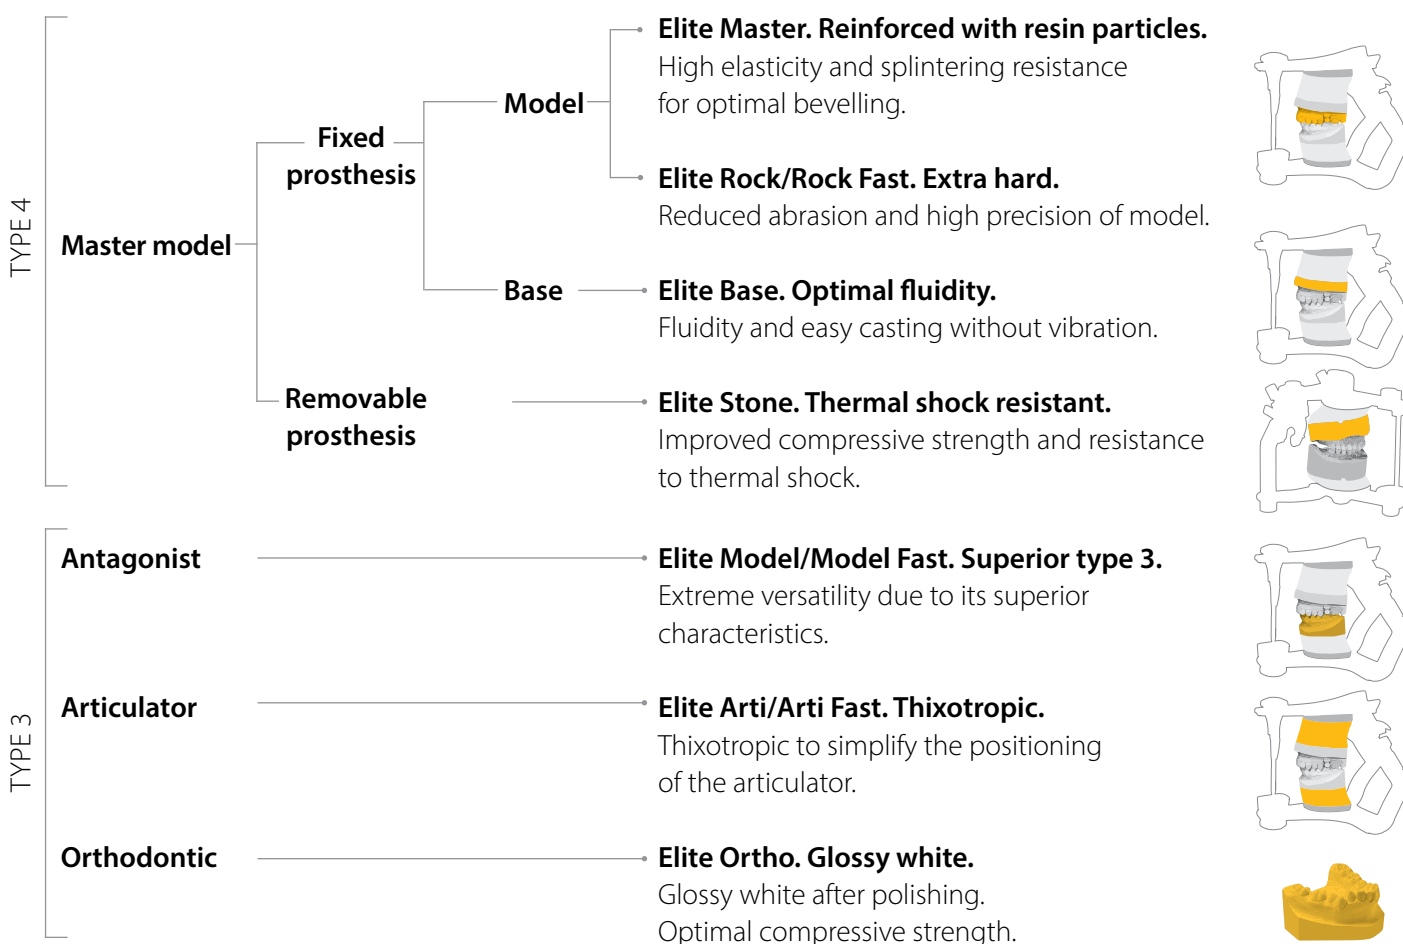 TYPE 4
Master model
Fixed
prosthesis
Model
Elite Master. Reinforced with resin particles.
High elasticity and splintering resistance
for optimal bevelling.
Elite Rock/Rock Fast. Extra hard.
Reduced abrasion and high precision of model.
Base
Elite Base. Optimal fluidity.
Fluidity and easy casting without vibration.
Removable
prosthesis
Elite Stone. Thermal shock resistant.
Improved compressive strength and resistance
to thermal shock.
TYPE 3
Antagonist
Elite Model/Model Fast. Superior type 3.
Extreme versatility due to its superior
characteristics.
Articulator
Elite Arti/Arti Fast. Thixotropic.
Thixotropic to simplify the positioning
of the articulator.
Orthodontic
Elite Ortho. Glossy white.
Glossy white after polishing.
Optimal compressive strength.